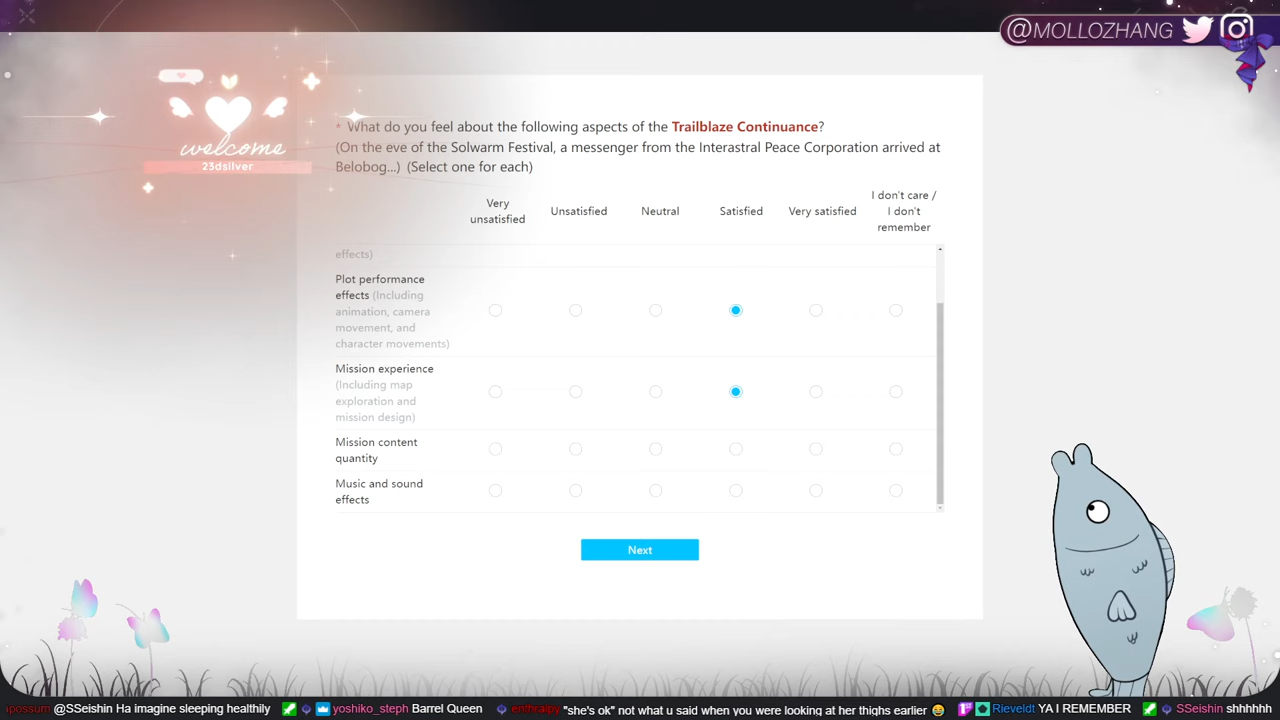 @MOLLOZHANG
welcome
23dsilver
* What do you feel about the following aspects of the Trailblaze Continuance?
(On the eve of the Solwarm Festival, a messenger from the Interastral Peace Corporation arrived at
Belobog...) (Select one for each)
Very
unsatisfied
Unsatisfied
Neutral
Satisfied
Very satisfied
I don't care /
I don't
remember
effects)
Plot performance
effects (Including
animation, camera
movement, and
character movements)
Mission experience
(Including map
exploration and
mission design)
Mission content
quantity
Music and sound
effects
Next
apossum @SSeishin Ha imagine sleeping healthily yoshiko_steph Barrel Queen enthralpy "she's ok" not what u said when you were looking at her thighs earlier Rieveldt YA I REMEMBER SSeishin shhhhhh